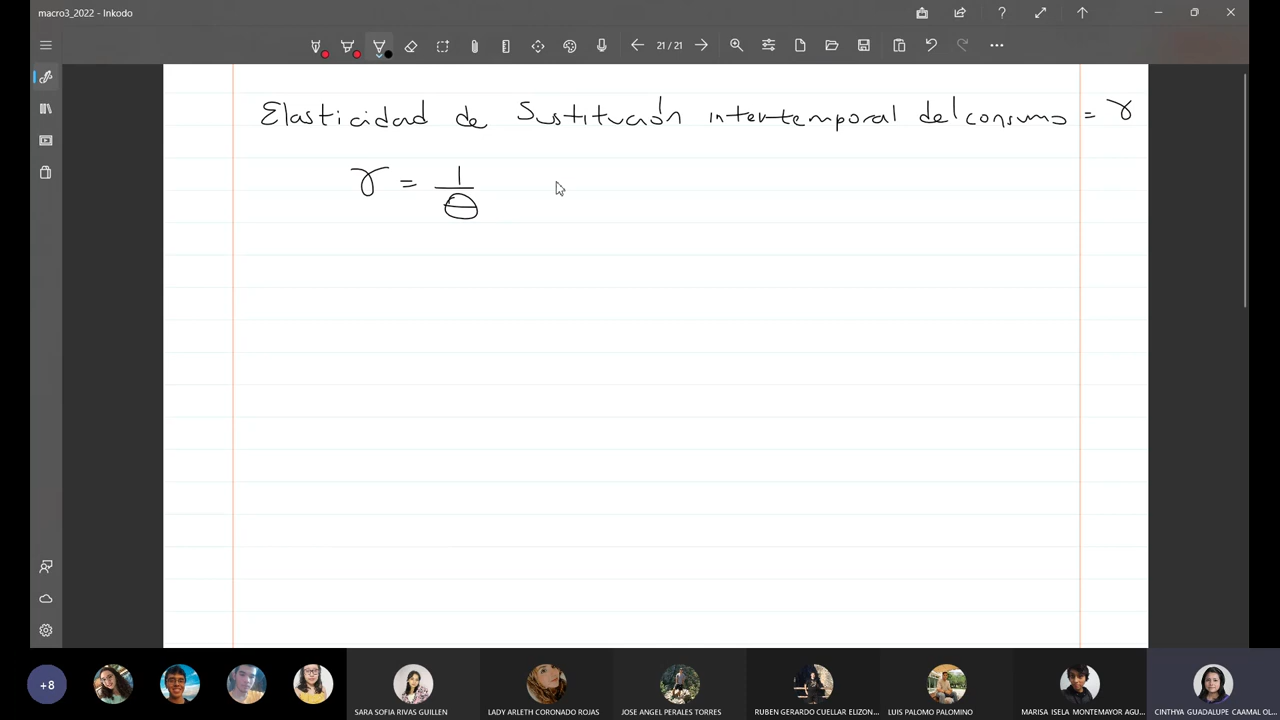 macro3_2022 - Inkodo
21 / 21
Elasticidad de Sustitución intertemporal del consumo = γ
γ = 1/θ
+8
SARA SOFIA RIVAS GUILLEN
LADY ARLETH CORONADO ROJAS
JOSE ANGEL PERALES TORRES
RUBEN GERARDO CUELLAR ELIZON...
LUIS PALOMO PALOMINO
MARISA ISELA MONTEMAYOR AGU...
CINTHYA GUADALUPE CAAMAL OL...